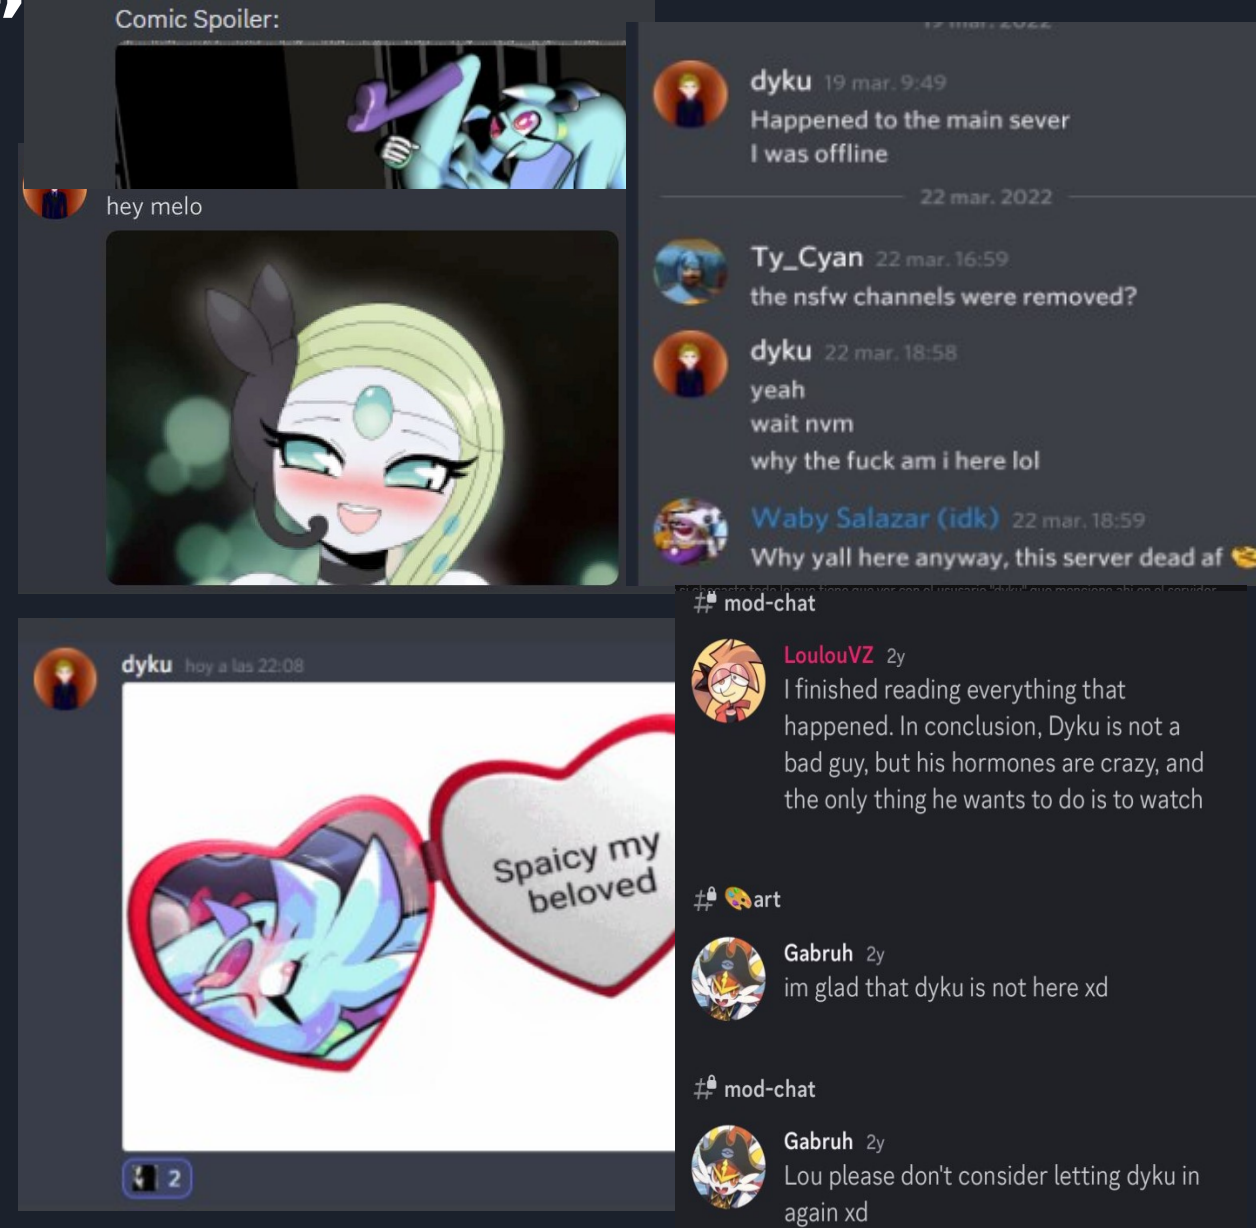 ”
Comic Spoiler:
hey melo
19 mar. 2022
dyku 19 mar. 9:49
Happened to the main sever
I was offline
22 mar. 2022
Ty_Cyan 22 mar. 16:59
the nsfw channels were removed?
dyku 22 mar. 18:58
yeah
wait nvm
why the fuck am i here lol
Waby Salazar (idk) 22 mar. 18:59
Why yall here anyway, this server dead af
dyku hoy a las 22:08
Spaicy my
beloved
2
mod-chat
LoulouVZ 2y
I finished reading everything that
happened. In conclusion, Dyku is not a
bad guy, but his hormones are crazy, and
the only thing he wants to do is to watch
art
Gabruh 2y
im glad that dyku is not here xd
mod-chat
Gabruh 2y
Lou please don't consider letting dyku in
again xd